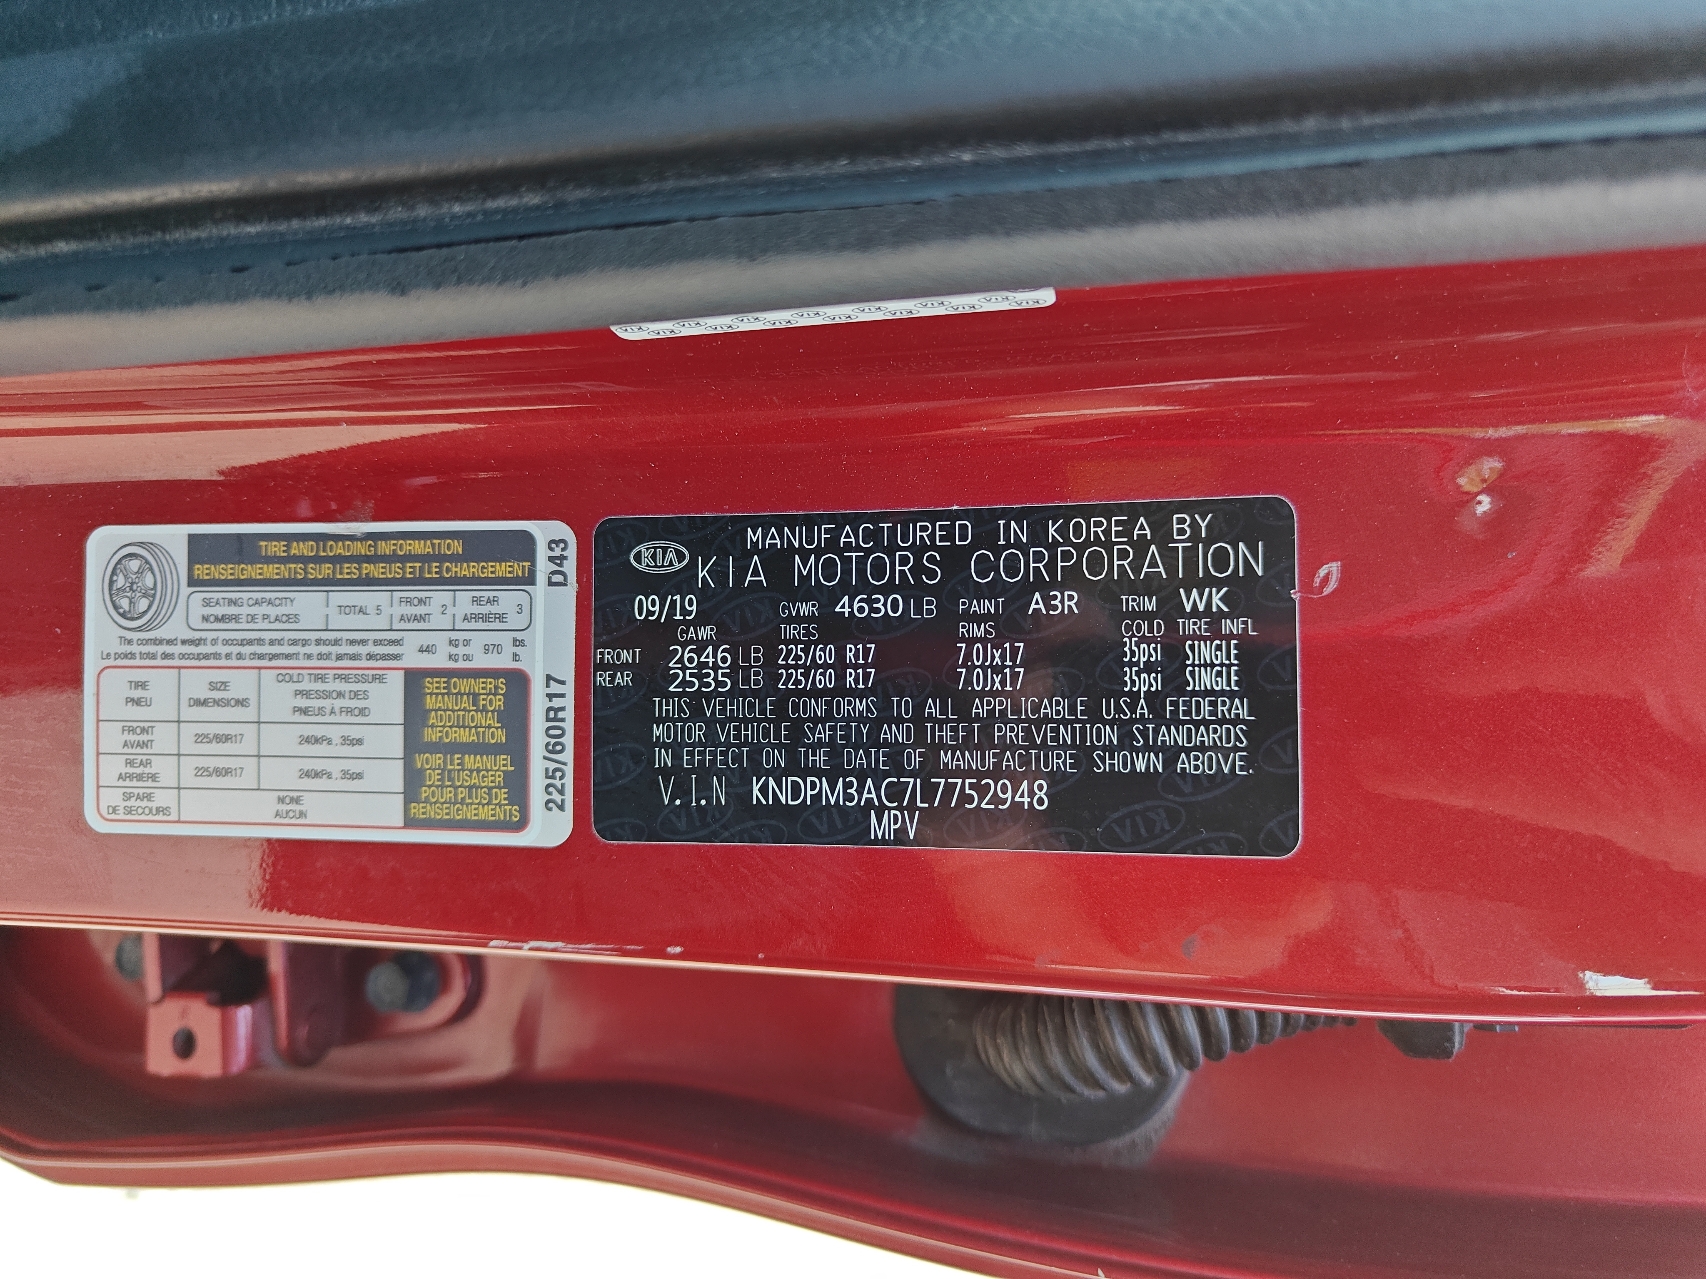 TIRE AND LOADING INFORMATION
RENSEIGNEMENTS SUR LES PNEUS ET LE CHARGEMENT
SEATING CAPACITY
NOMBRE DE PLACES
TOTAL 5
FRONT
AVANT
2
REAR
ARRIÈRE
3
The combined weight of occupants and cargo should never exceed
Le poids total des occupants et du chargement ne doit jamais dépasser
440
kg or
kg ou
970
lbs.
lb.
TIRE
PNEU
SIZE
DIMENSIONS
COLD TIRE PRESSURE
PRESSION DES
PNEUS À FROID
FRONT
AVANT
225/60R17
240kPa , 35psi
REAR
ARRIÈRE
225/60R17
240kPa , 35psi
SPARE
DE SECOURS
NONE
AUCUN
SEE OWNER'S
MANUAL FOR
ADDITIONAL
INFORMATION
VOIR LE MANUEL
DE L'USAGER
POUR PLUS DE
RENSEIGNEMENTS
225/60R17 D43
KIA
MANUFACTURED IN KOREA BY
KIA MOTORS CORPORATION
09/19 GVWR 4630 LB PAINT A3R TRIM WK
GAWR TIRES RIMS COLD TIRE INFL
FRONT 2646 LB 225/60 R17 7.0Jx17 35psi SINGLE
REAR 2535 LB 225/60 R17 7.0Jx17 35psi SINGLE
THIS VEHICLE CONFORMS TO ALL APPLICABLE U.S.A. FEDERAL
MOTOR VEHICLE SAFETY AND THEFT PREVENTION STANDARDS
IN EFFECT ON THE DATE OF MANUFACTURE SHOWN ABOVE.
V.I.N KNDPM3AC7L7752948
MPV